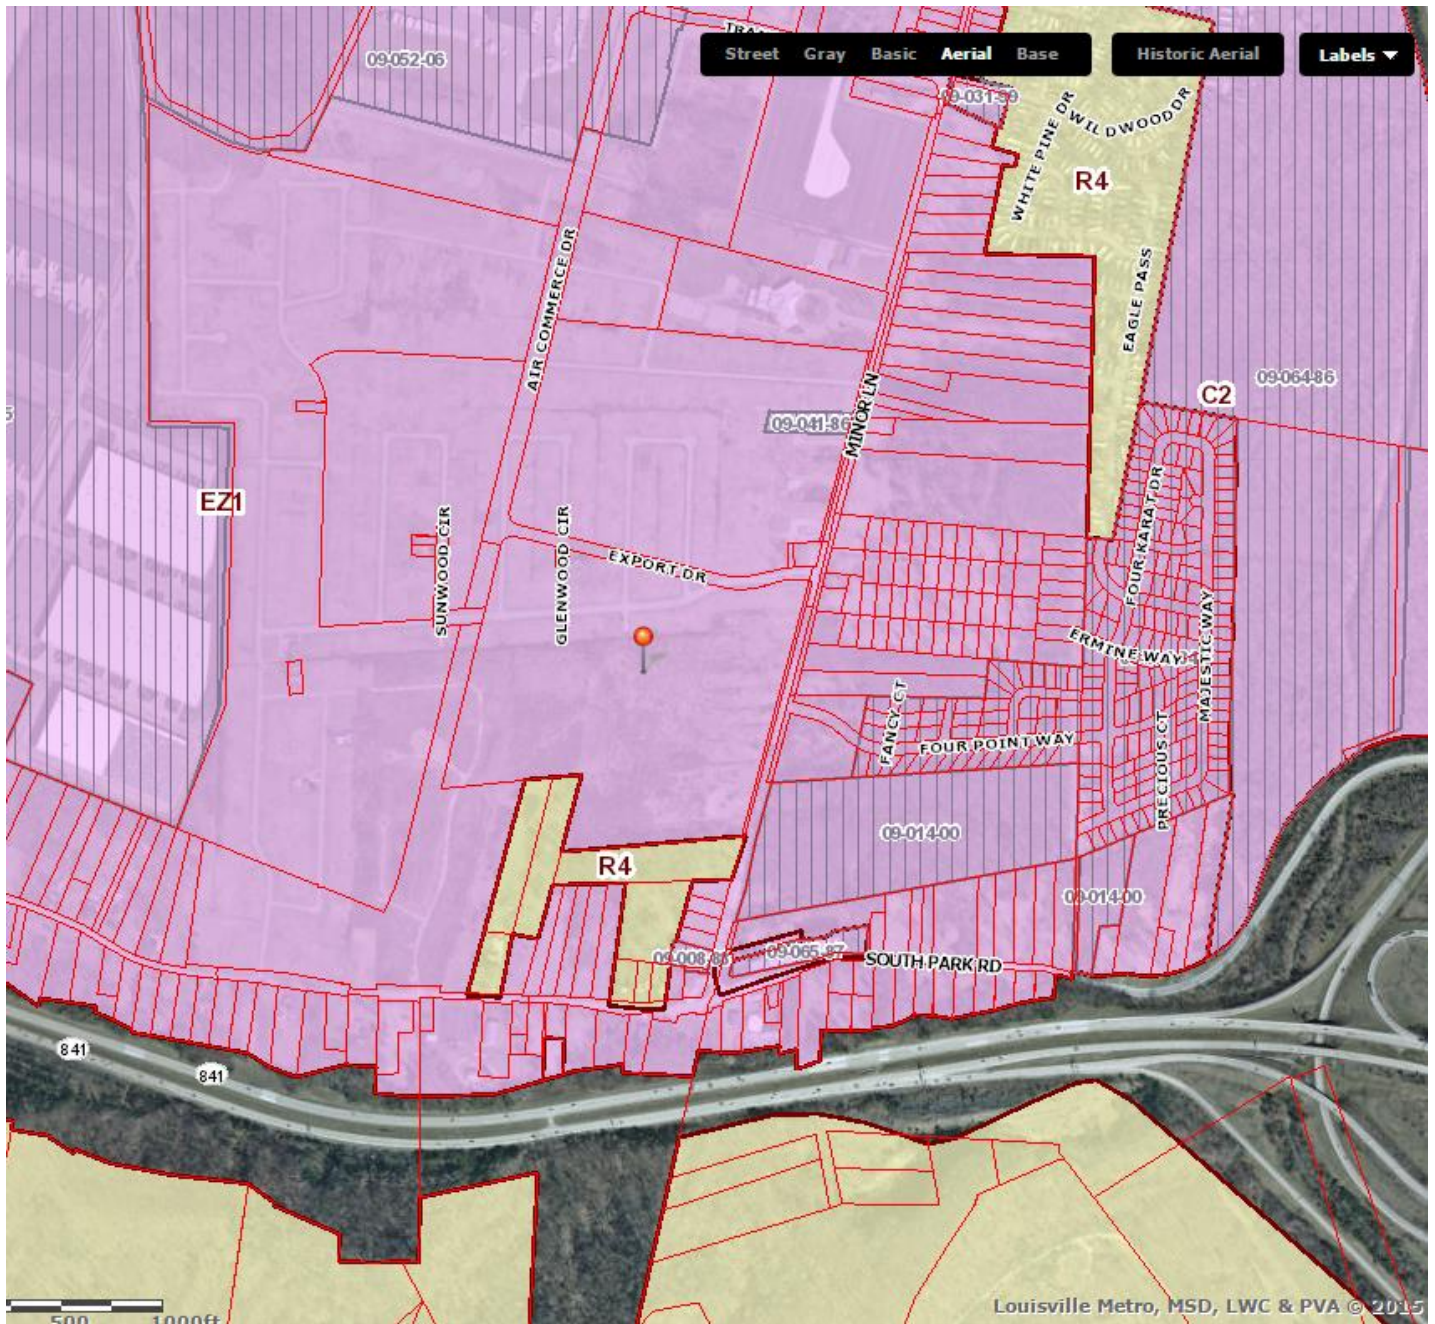 Street Gray Basic Aerial Base Historic Aerial Labels
09-052-06
09-031-99
WHITE PINE DR
WILDWOOD DR
R4
AIR COMMERCE DR
EAGLE PASS
09-064-86
C2
MINOR LN
09-041-86
EZ1
FOUR KARAT DR
SUNWOOD CIR
GLENWOOD CIR
EXPORT DR
ERMINE WAY
MAJESTIC WAY
FANCY CT
FOUR POINT WAY
PRECIOUS CT
09-014-00
R4
09-014-00
09-065-87
SOUTH PARK RD
841
841
500 1000ft
Louisville Metro, MSD, LWC & PVA © 2015